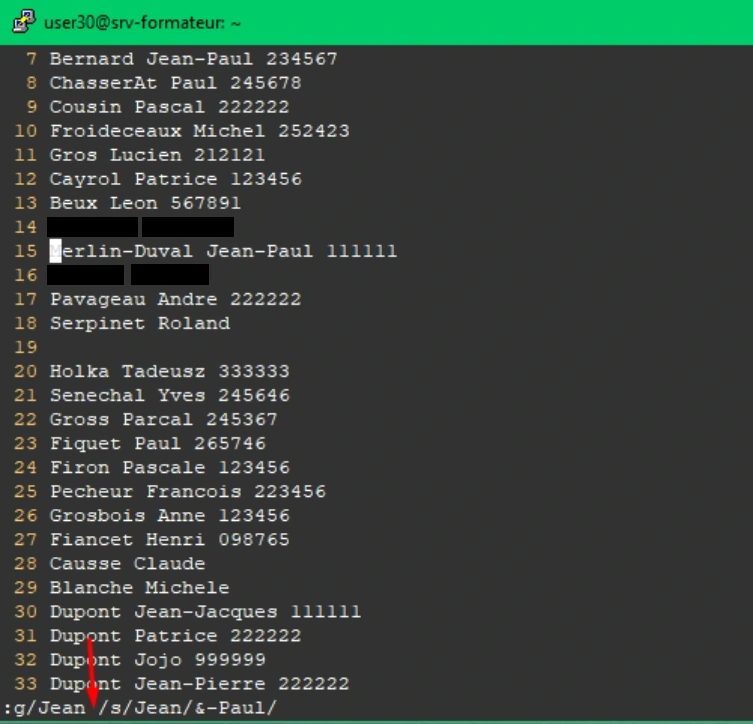 user30@srv-formateur: ~
7 Bernard Jean-Paul 234567
8 ChasserAt Paul 245678
9 Cousin Pascal 222222
10 Froideceaux Michel 252423
11 Gros Lucien 212121
12 Cayrol Patrice 123456
13 Beux Leon 567891
14
15 Merlin-Duval Jean-Paul 111111
16
17 Pavageau Andre 222222
18 Serpinet Roland
19
20 Holka Tadeusz 333333
21 Senechal Yves 245646
22 Gross Parcal 245367
23 Fiquet Paul 265746
24 Firon Pascale 123456
25 Pecheur Francois 223456
26 Grosbois Anne 123456
27 Fiancet Henri 098765
28 Causse Claude
29 Blanche Michele
30 Dupont Jean-Jacques 111111
31 Dupont Patrice 222222
32 Dupont Jojo 999999
33 Dupont Jean-Pierre 222222
:g/Jean /s/Jean/&-Paul/